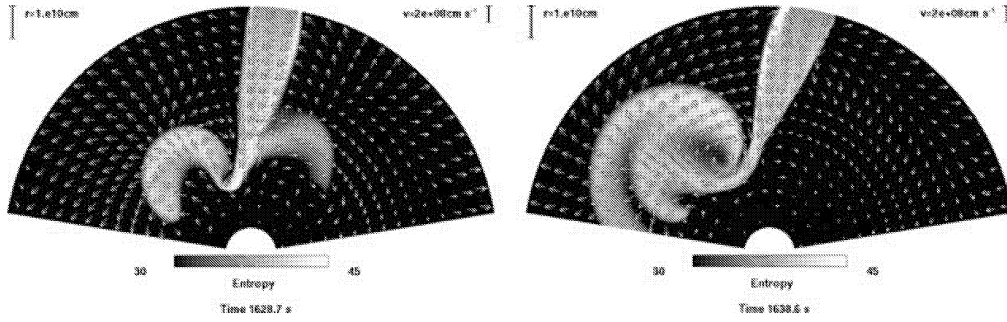 r=1.e10cm v=2e+08cm s⁻¹
30 45
Entropy
Time 1628.7 s
r=1.e10cm v=2e+08cm s⁻¹
30 45
Entropy
Time 1638.6 s